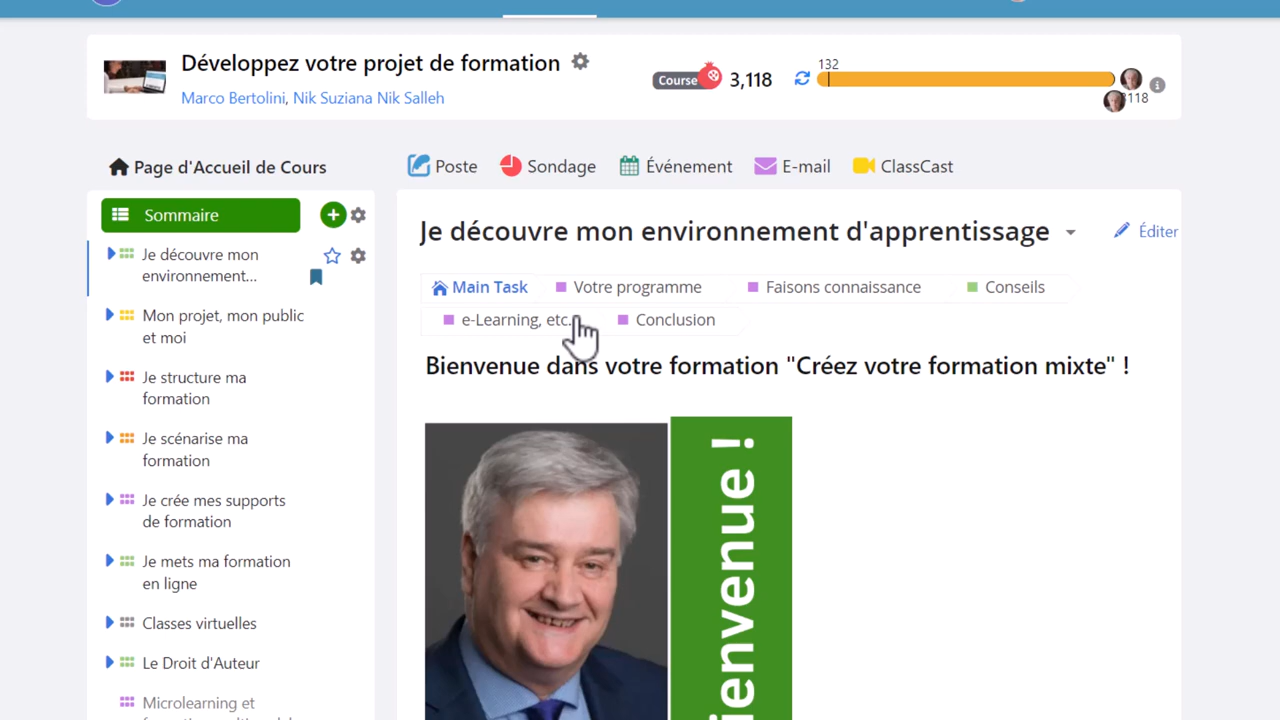 Développez votre projet de formation
Marco Bertolini, Nik Suziana Nik Salleh
Course 3,118
132
118
Page d'Accueil de Cours
Poste Sondage Événement E-mail ClassCast
Sommaire
Je découvre mon
environnement...
Mon projet, mon public
et moi
Je structure ma
formation
Je scénarise ma
formation
Je crée mes supports
de formation
Je mets ma formation
en ligne
Classes virtuelles
Le Droit d'Auteur
Microlearning et
Je découvre mon environnement d'apprentissage
Éditer
Main Task Votre programme Faisons connaissance Conseils
e-Learning, etc. Conclusion
Bienvenue dans votre formation "Créez votre formation mixte" !
ienvenue !